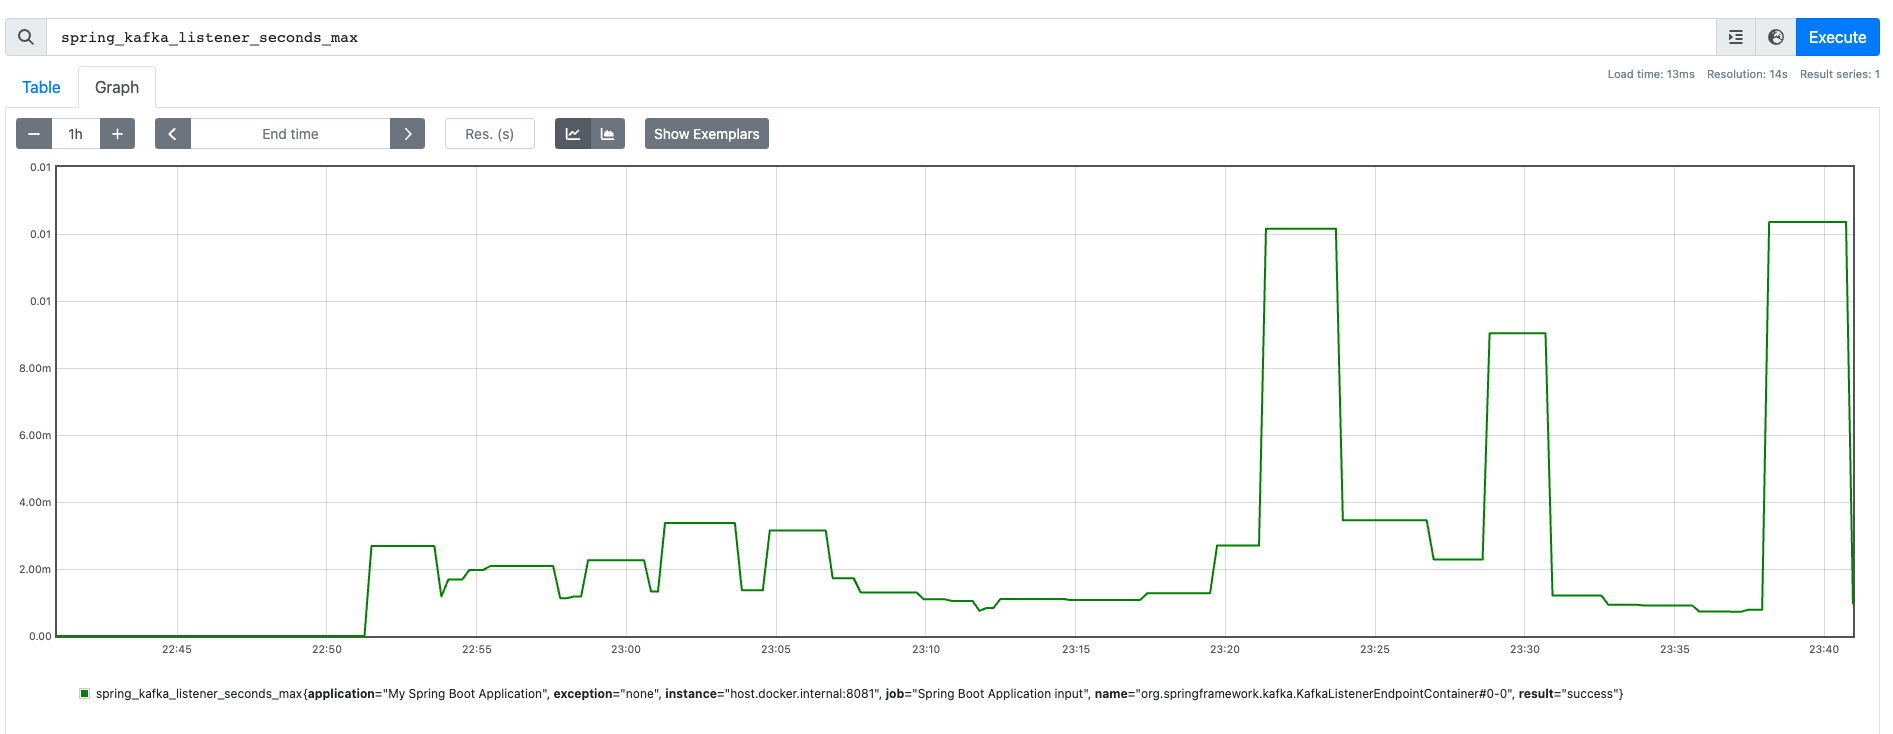 spring_kafka_listener_seconds_max
Execute
Load time: 13ms Resolution: 14s Result series: 1
Table Graph
1h End time Res. (s) Show Exemplars
0.01
0.01
0.01
8.00m
6.00m
4.00m
2.00m
0.00
22:45 22:50 22:55 23:00 23:05 23:10 23:15 23:20 23:25 23:30 23:35 23:40
spring_kafka_listener_seconds_max{application="My Spring Boot Application", exception="none", instance="host.docker.internal:8081", job="Spring Boot Application input", name="org.springframework.kafka.KafkaListenerEndpointContainer#0-0", result="success"}